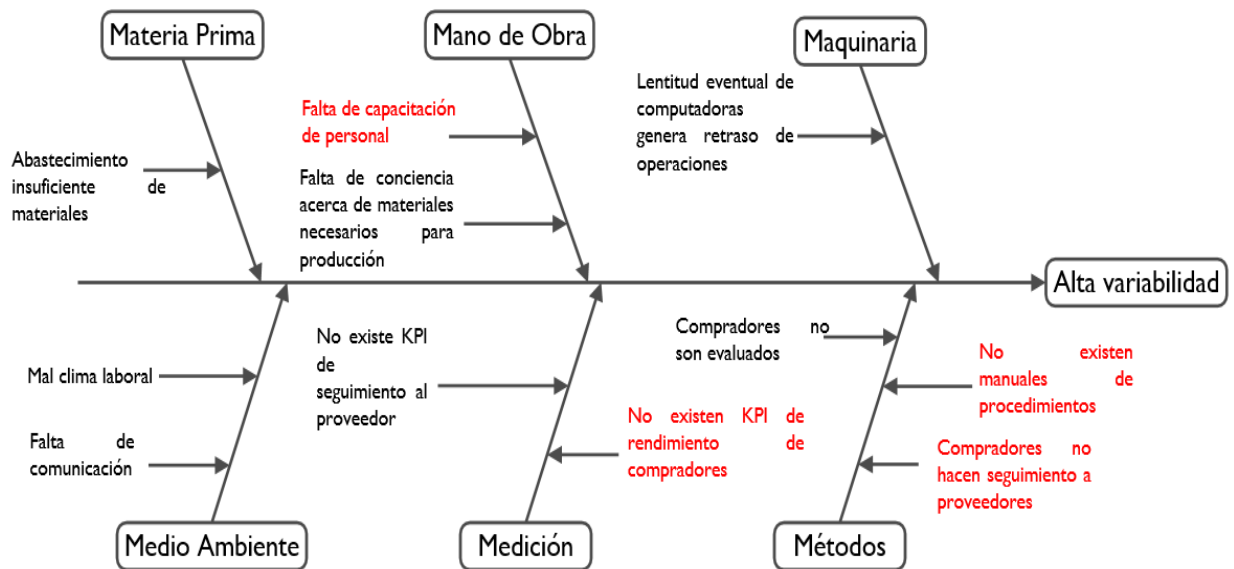 Materia Prima
Mano de Obra
Maquinaria
Abastecimiento
insuficiente de
materiales
Falta de capacitación
de personal
Falta de conciencia
acerca de materiales
necesarios para
producción
Lentitud eventual de
computadoras
genera retraso de
operaciones
Alta variabilidad
Mal clima laboral
Falta de
comunicación
No existe KPI
de
seguimiento al
proveedor
No existen KPI de
rendimiento de
compradores
Compradores no
son evaluados
No existen
manuales de
procedimientos
Compradores no
hacen seguimiento a
proveedores
Medio Ambiente
Medición
Métodos